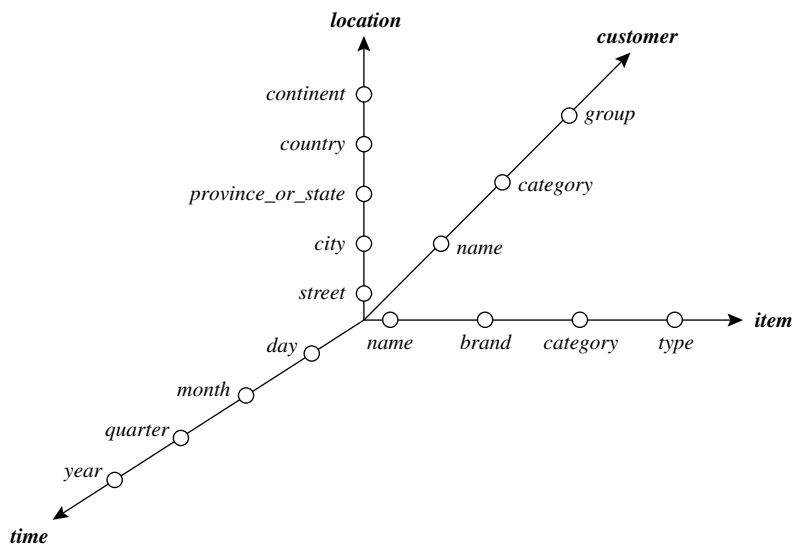 location
customer
continent
group
country
category
province_or_state
city
name
street
item
day
name
brand
category
type
month
quarter
year
time